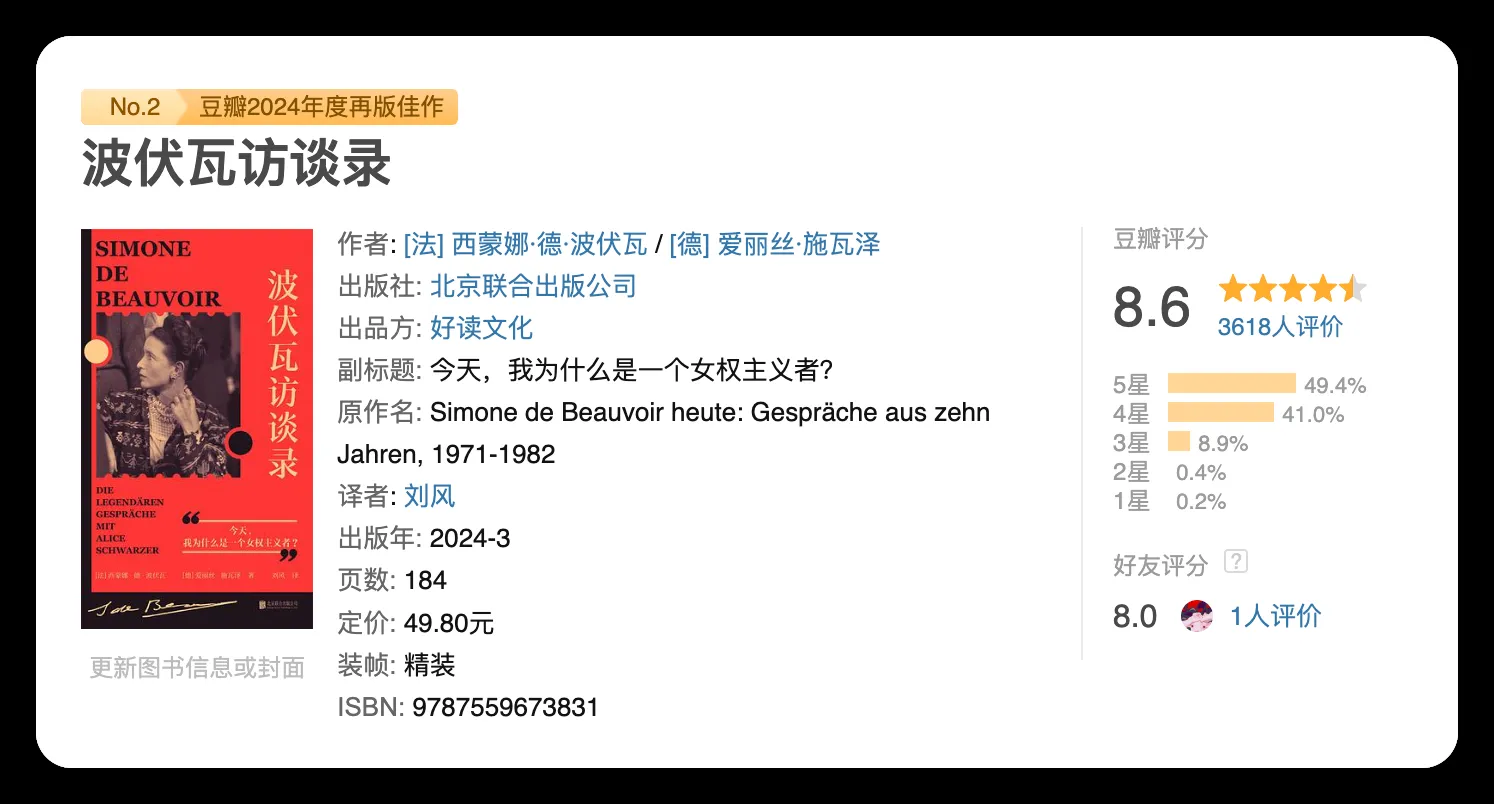 No.2 豆瓣2024年度再版佳作
波伏瓦访谈录
SIMONE
DE
BEAUVOIR
波伏瓦访谈录
DIE
LEGENDÄREN
GESPRÄCHE
MIT
ALICE
SCHWARZER
今天，
我为什么是一个女权主义者？
[法]西蒙娜·德·波伏瓦 [德]爱丽丝·施瓦泽 著 刘风 译
更新图书信息或封面
作者: [法] 西蒙娜·德·波伏瓦 / [德] 爱丽丝·施瓦泽
出版社: 北京联合出版公司
出品方: 好读文化
副标题: 今天，我为什么是一个女权主义者？
原作名: Simone de Beauvoir heute: Gespräche aus zehn
Jahren, 1971-1982
译者: 刘风
出版年: 2024-3
页数: 184
定价: 49.80元
装帧: 精装
ISBN: 9787559673831
豆瓣评分
8.6
3618人评价
5星 49.4%
4星 41.0%
3星 8.9%
2星 0.4%
1星 0.2%
好友评分 ?
8.0 1人评价